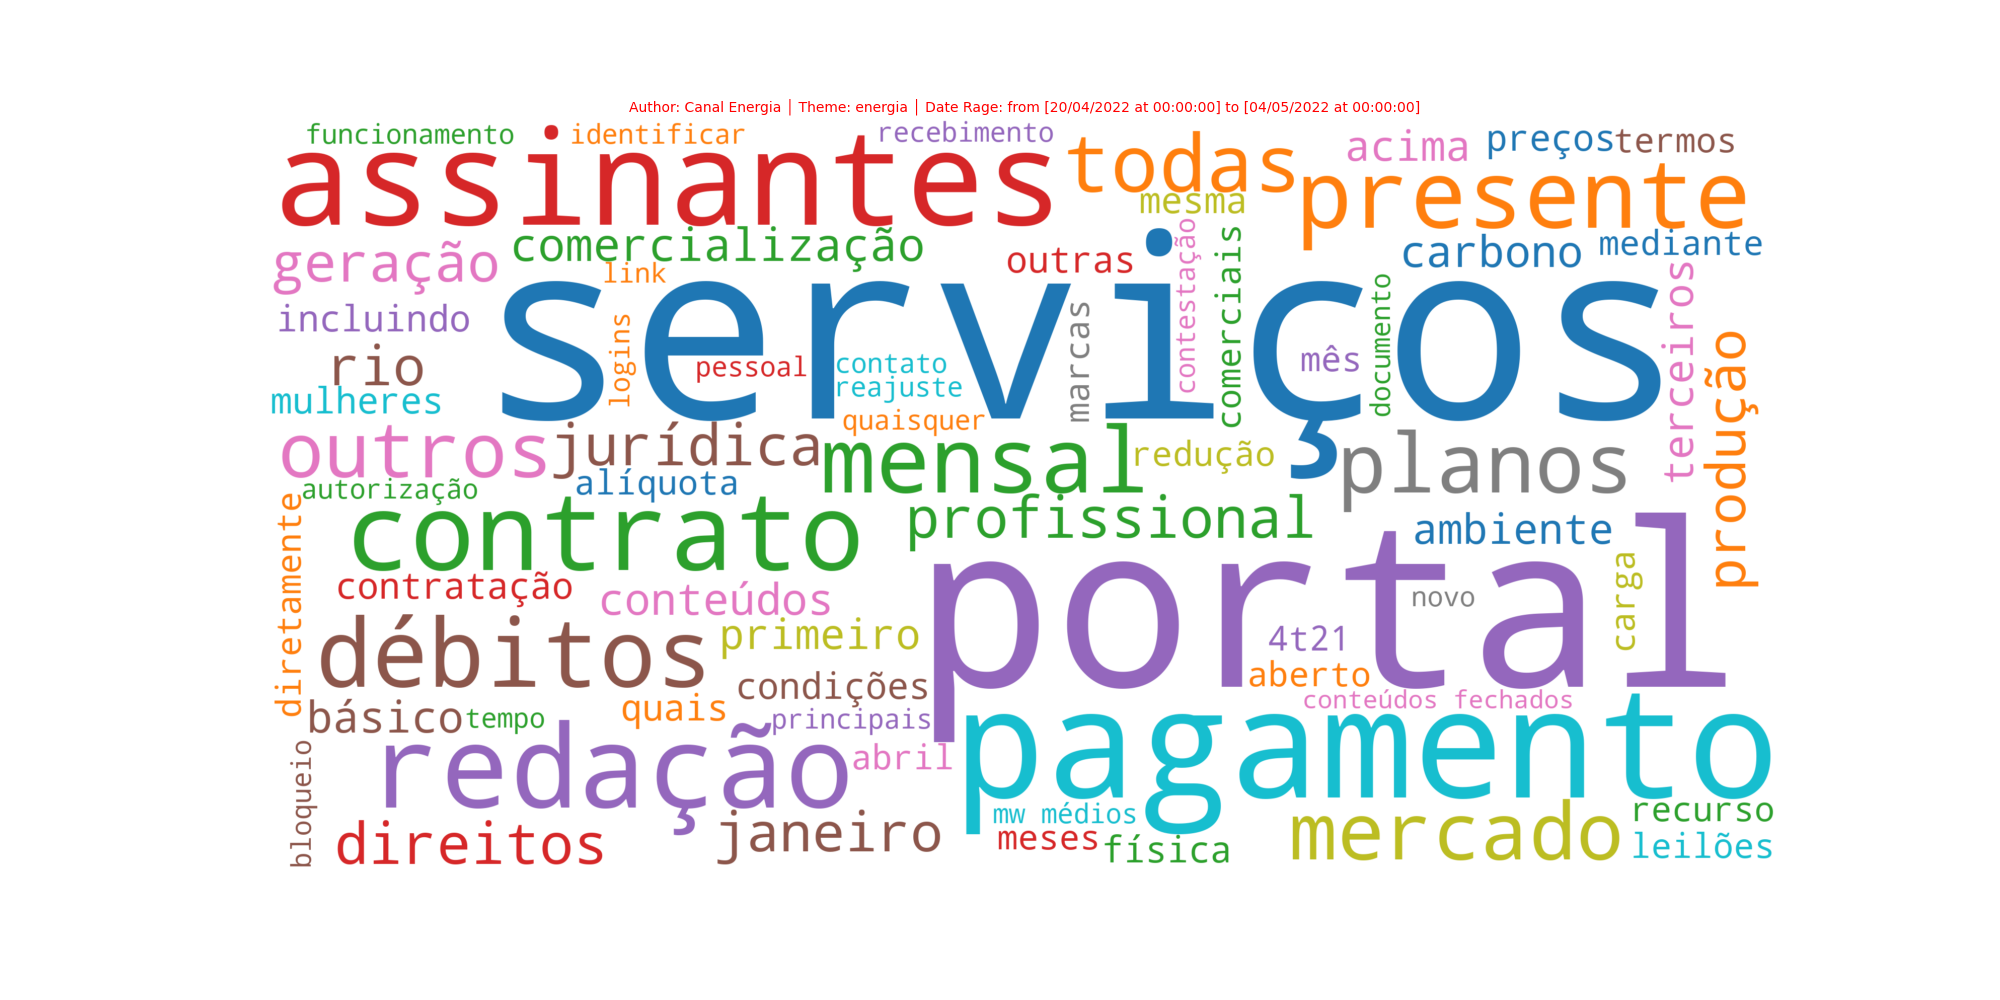 Author: Canal Energia | Theme: energia | Date Rage: from [20/04/2022 at 00:00:00] to [04/05/2022 at 00:00:00]
funcionamento
identificar
recebimento
assinantes
todas
acima
preços
termos
presente
mesma
comercialização
geração
link
outras
contestação
comerciais
carbono
mediante
serviços
incluindo
logins
marcas
documento
terceiros
rio
pessoal
contato
reajuste
mês
produção
mulheres
quaisquer
outros
jurídica
mensal
redução
planos
autorização
alíquota
contrato
profissional
ambiente
diretamente
contratação
conteúdos
portal
novo
carga
débitos
primeiro
4t21
aberto
condições
conteúdos fechados
básico
tempo
quais
principais
pagamento
redação
abril
bloqueio
direitos
janeiro
mw médios
meses
física
mercado
recurso
leilões